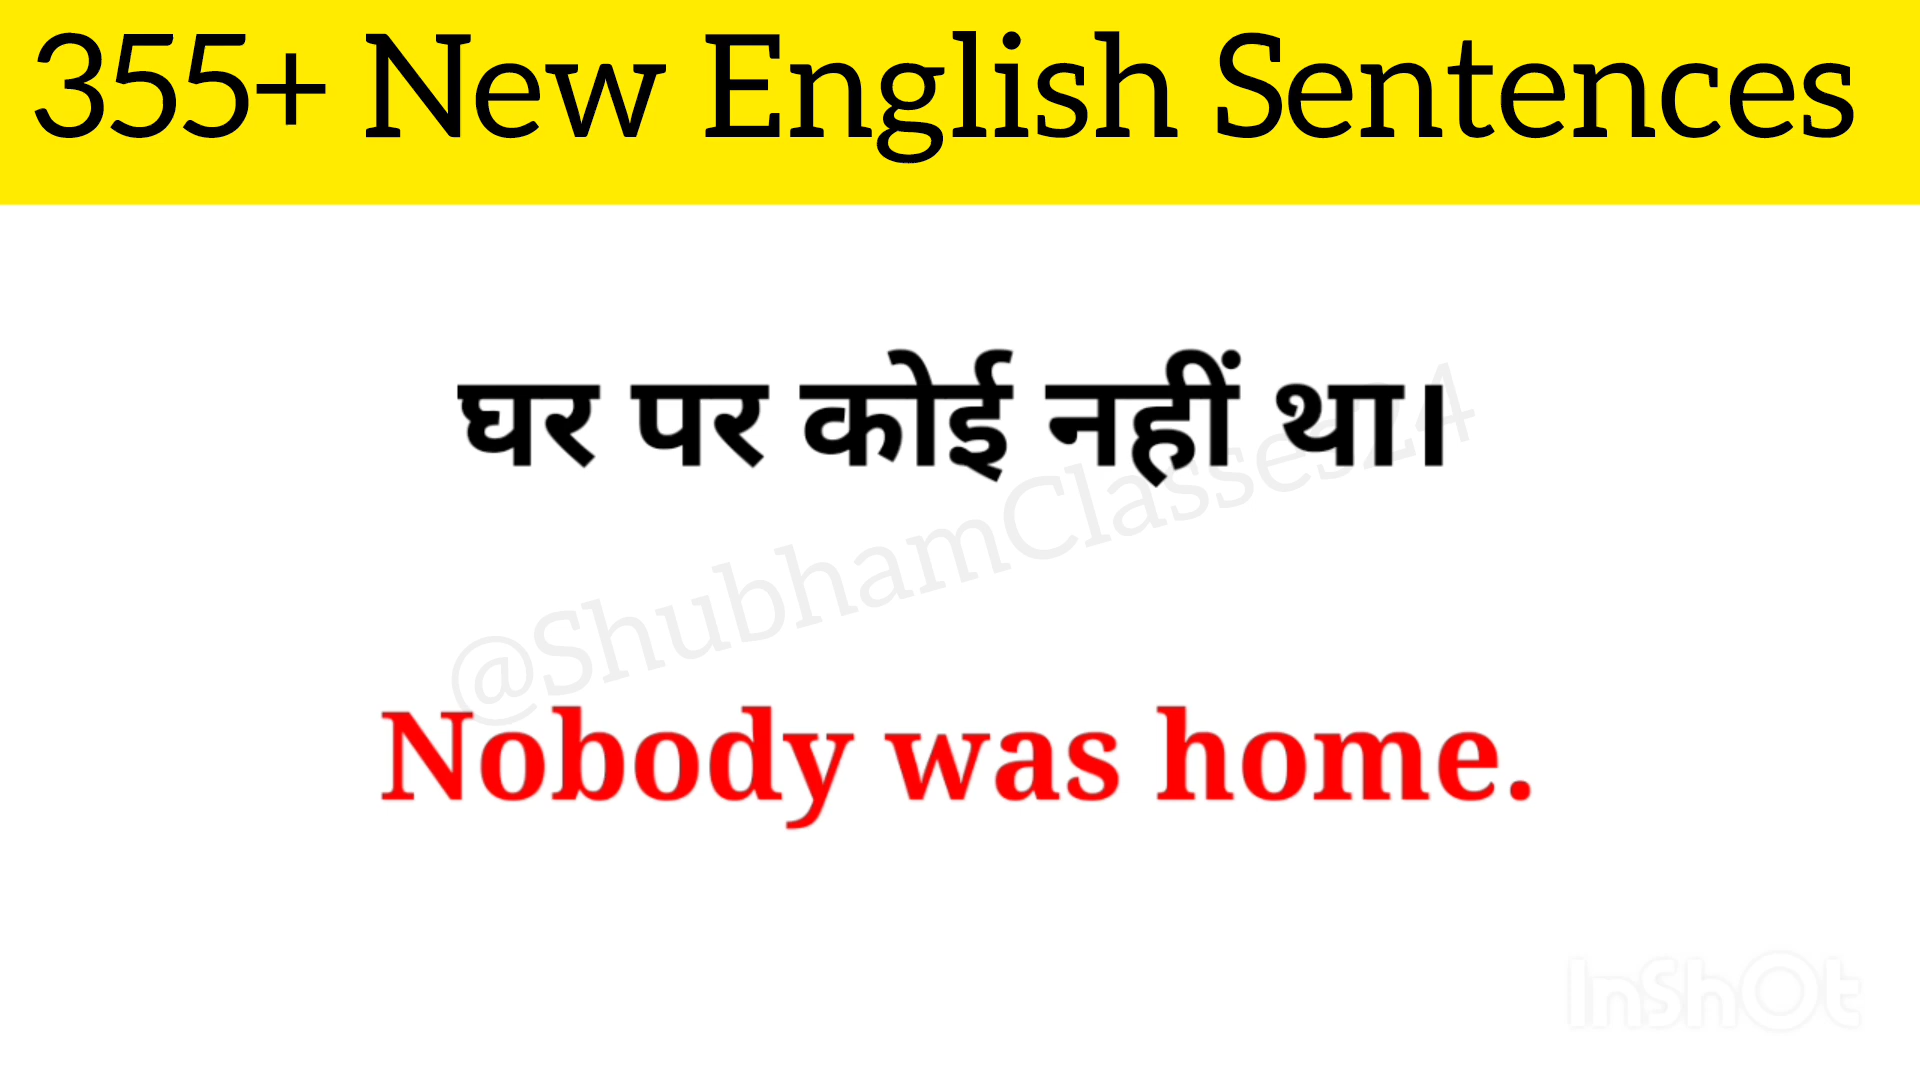 355+ New English Sentences
घर पर कोई नहीं था।
@ShubhamClasses24
Nobody was home.
InShOt